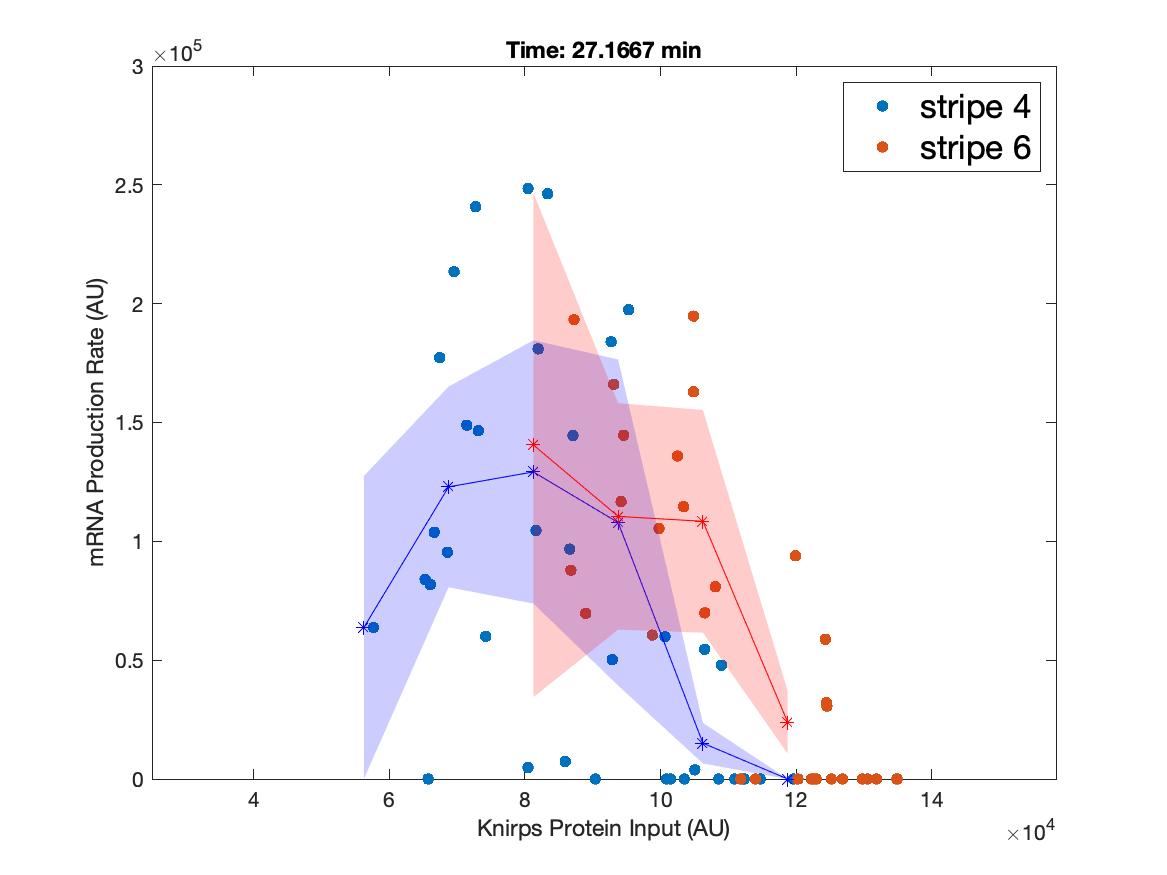 Time: 27.1667 min
×10^5
3
2.5
2
1.5
1
0.5
0
mRNA Production Rate (AU)
stripe 4
stripe 6
4 6 8 10 12 14
Knirps Protein Input (AU)
×10^4